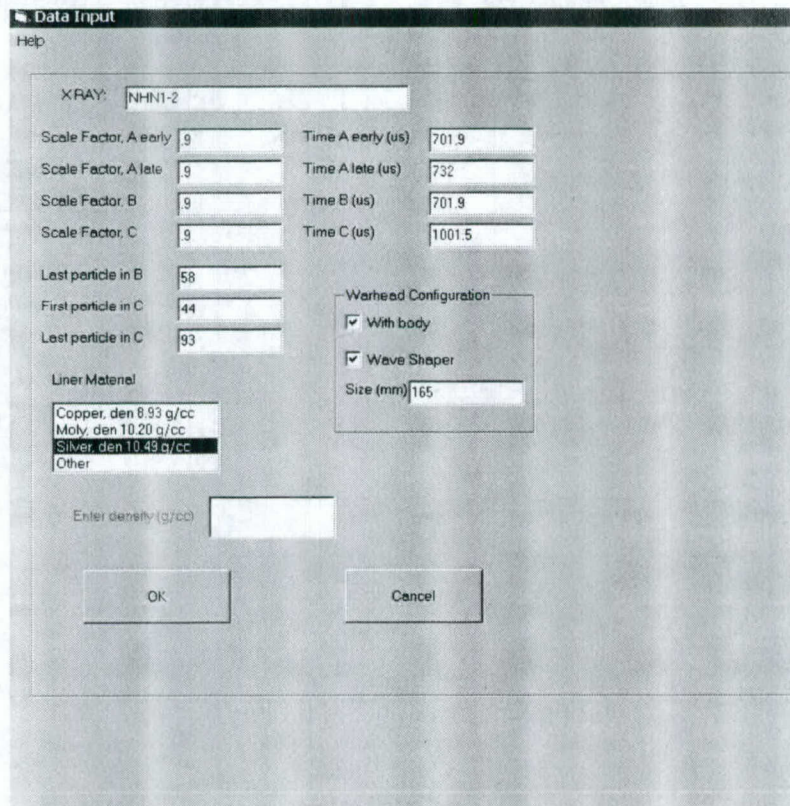 Data Input
Help
XRAY: NHN1-2
Scale Factor, A early .9 Time A early (us) 701.9
Scale Factor, A late .9 Time A late (us) 732
Scale Factor, B .9 Time B (us) 701.9
Scale Factor, C .9 Time C (us) 1001.5
Last particle in B 58
First particle in C 44
Last particle in C 93
Warhead Configuration
With body
Wave Shaper
Size (mm) 165
Liner Material
Copper, den 8.93 g/cc
Moly, den 10.20 g/cc
Silver, den 10.49 g/cc
Other
Enter density (g/cc)
OK Cancel